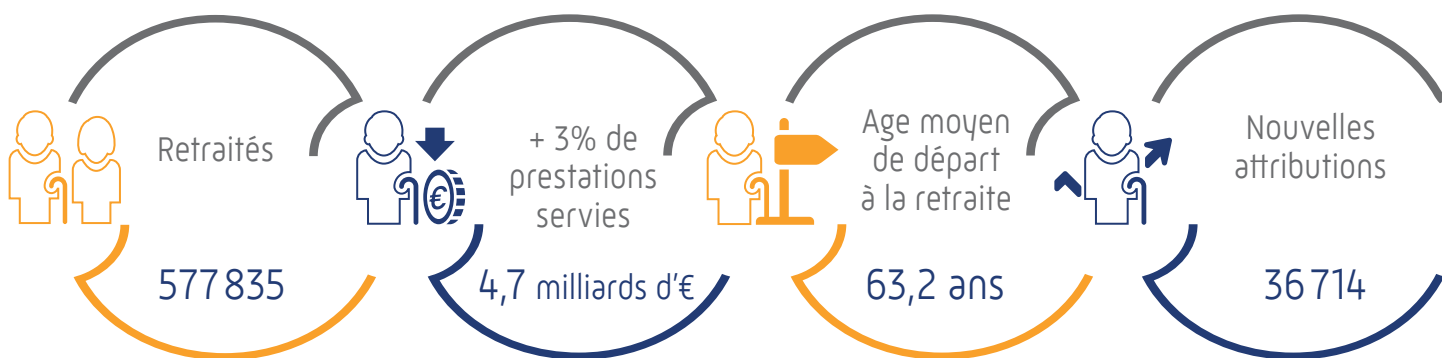 Retraités
577 835
+ 3% de
prestations
servies
4,7 milliards d'€
Age moyen
de départ
à la retraite
63,2 ans
Nouvelles
attributions
36 714
€